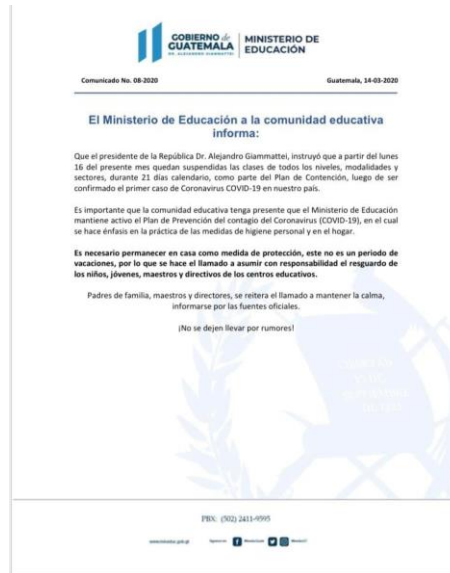 GOBIERNO de
GUATEMALA
DR. ALEJANDRO GIAMMATTEI
MINISTERIO DE
EDUCACIÓN
Comunicado No. 08-2020
Guatemala, 14-03-2020
El Ministerio de Educación a la comunidad educativa
informa:
Que el presidente de la República Dr. Alejandro Giammattei, instruyó que a partir del lunes
16 del presente mes quedan suspendidas las clases de todos los niveles, modalidades y
sectores, durante 21 días calendario, como parte del Plan de Contención, luego de ser
confirmado el primer caso de Coronavirus COVID-19 en nuestro país.
Es importante que la comunidad educativa tenga presente que el Ministerio de Educación
mantiene activo el Plan de Prevención del contagio del Coronavirus (COVID-19), en el cual
se hace énfasis en la práctica de las medidas de higiene personal y en el hogar.
Es necesario permanecer en casa como medida de protección, este no es un periodo de
vacaciones, por lo que se hace el llamado a asumir con responsabilidad el resguardo de
los niños, jóvenes, maestros y directivos de los centros educativos.
Padres de familia, maestros y directores, se reitera el llamado a mantener la calma,
informarse por las fuentes oficiales.
¡No se dejen llevar por rumores!
PBX: (502) 2411-9595